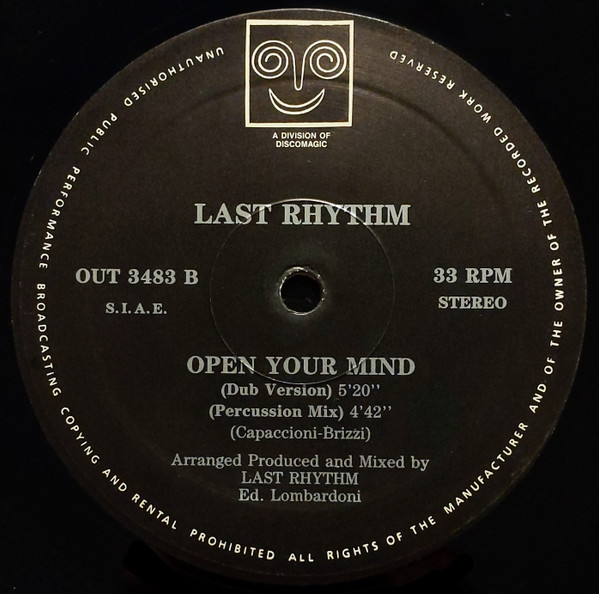 A DIVISION OF
DISCOMAGIC
LAST RHYTHM
OUT 3483 B
S.I.A.E.
33 RPM
STEREO
OPEN YOUR MIND
(Dub Version) 5'20''
(Percussion Mix) 4'42''
(Capaccioni-Brizzi)
Arranged Produced and Mixed by
LAST RHYTHM
Ed. Lombardoni
UNAUTHORISED PUBLIC PERFORMANCE BROADCASTING COPYING AND RENTAL PROHIBITED ALL RIGHTS OF THE MANUFACTURER AND OF THE OWNER OF THE RECORDED WORK RESERVED